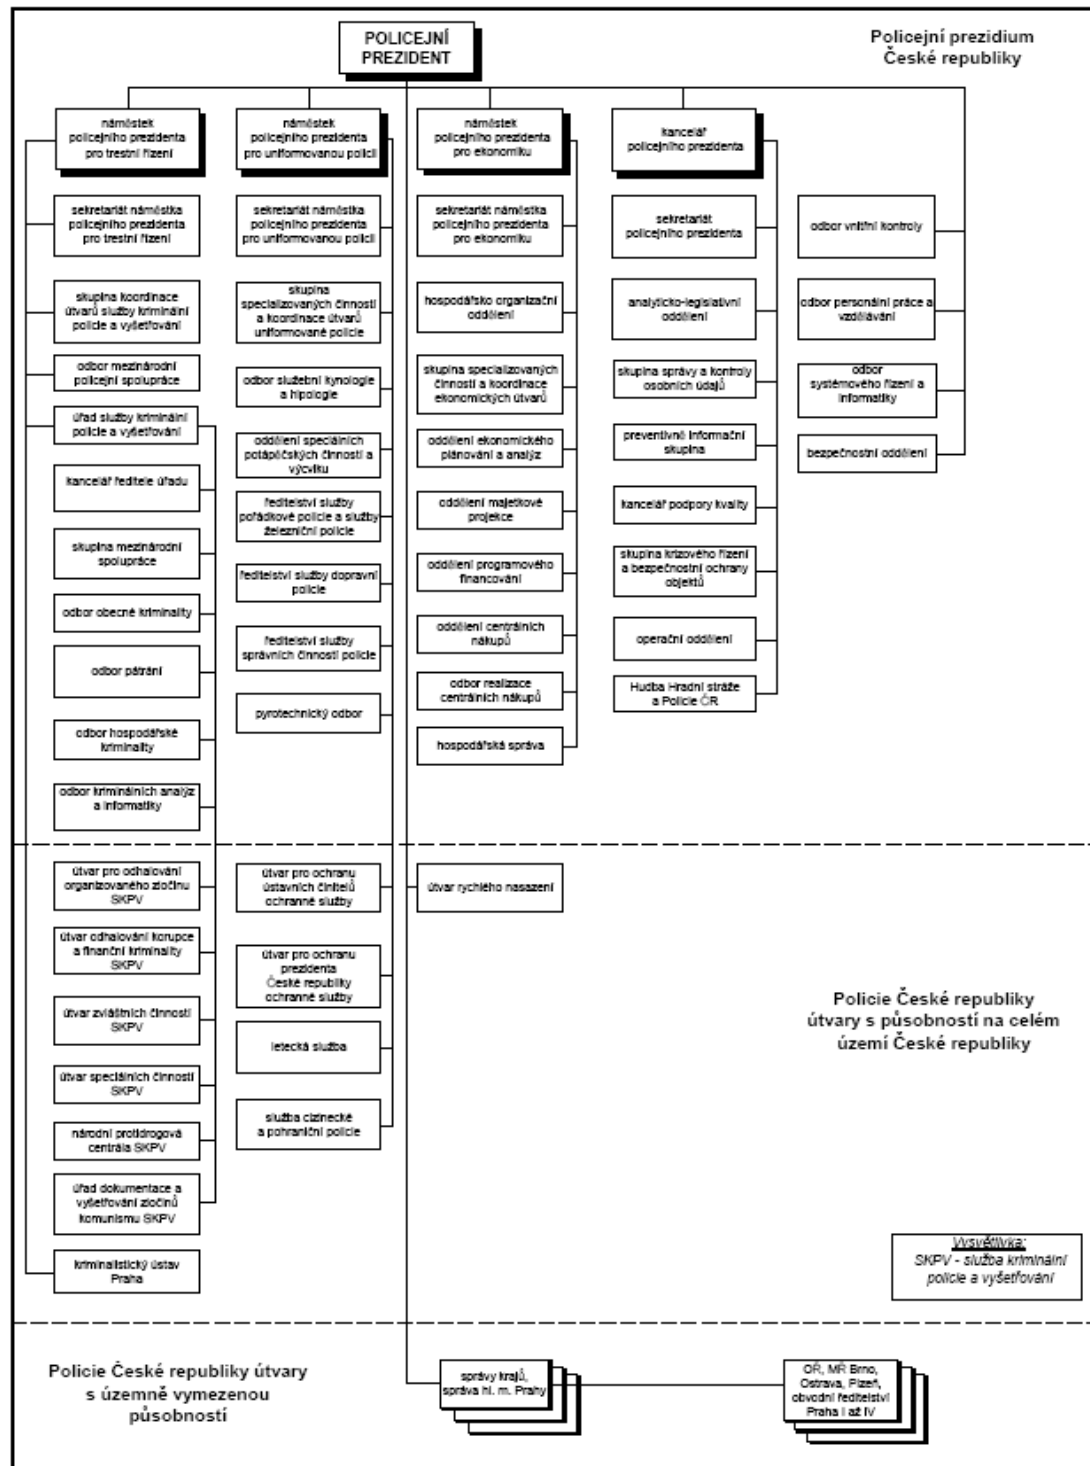 POLICEJNÍ
PREZIDENT
Policejní prezidium
České republiky
náměstek
policejního prezidenta
pro trestní řízení
náměstek
policejního prezidenta
pro uniformovanou policii
náměstek
policejního prezidenta
pro ekonomiku
kancelář
policejního prezidenta
sekretariát náměstka
policejního prezidenta
pro trestní řízení
sekretariát náměstka
policejního prezidenta
pro uniformovanou policii
sekretariát náměstka
policejního prezidenta
pro ekonomiku
sekretariát
policejního prezidenta
odbor vnitřní kontroly
skupina koordinace
útvarů služby kriminální
policie a vyšetřování
skupina
specializovaných činností
a koordinace útvarů
uniformované policie
hospodářsko organizační
oddělení
analyticko-legislativní
oddělení
odbor personální práce a
vzdělávání
odbor mezinárodní
policejní spolupráce
odbor služební kynologie
a hipologie
skupina specializovaných
činností a koordinace
ekonomických útvarů
skupina správy a kontroly
osobních údajů
odbor
systémového řízení a
informatiky
úřad služby kriminální
policie a vyšetřování
oddělení speciálních
potápěčských činností a
výcviku
oddělení ekonomického
plánování a analýz
preventivně informační
skupina
bezpečnostní oddělení
kancelář ředitele úřadu
ředitelství služby
pořádkové policie a služby
železniční policie
oddělení majetkové
projekce
kancelář podpory kvality
skupina mezinárodní
spolupráce
ředitelství služby dopravní
policie
oddělení programového
financování
skupina krizového řízení
a bezpečnostní ochrany
objektů
odbor obecné kriminality
ředitelství služby
správních činností policie
oddělení centrálních
nákupů
operační oddělení
odbor pátrání
pyrotechnický odbor
odbor realizace
centrálních nákupů
Hudba Hradní stráže
a Policie ČR
odbor hospodářské
kriminality
hospodářská správa
odbor kriminálních analýz
a informatiky
útvar pro odhalování
organizovaného zločinu
SKPV
útvar pro ochranu
ústavních činitelů
ochranné služby
útvar rychlého nasazení
útvar odhalování korupce
a finanční kriminality
SKPV
útvar pro ochranu
prezidenta
České republiky
ochranné služby
útvar zvláštních činností
SKPV
letecká služba
Policie České republiky
útvary s působností na celém
území České republiky
útvar speciálních činností
SKPV
služba cizinecké
a pohraniční policie
národní protidrogová
centrála SKPV
úřad dokumentace a
vyšetřování zločinů
komunismu SKPV
kriminalistický ústav
Praha
Vysvětlivka:
SKPV - služba kriminální
policie a vyšetřování
Policie České republiky útvary
s územně vymezenou
působností
správy krajů,
správa hl. m. Prahy
OŘ, MŘ Brno,
Ostrava, Plzeň,
obvodní ředitelství
Praha I až IV